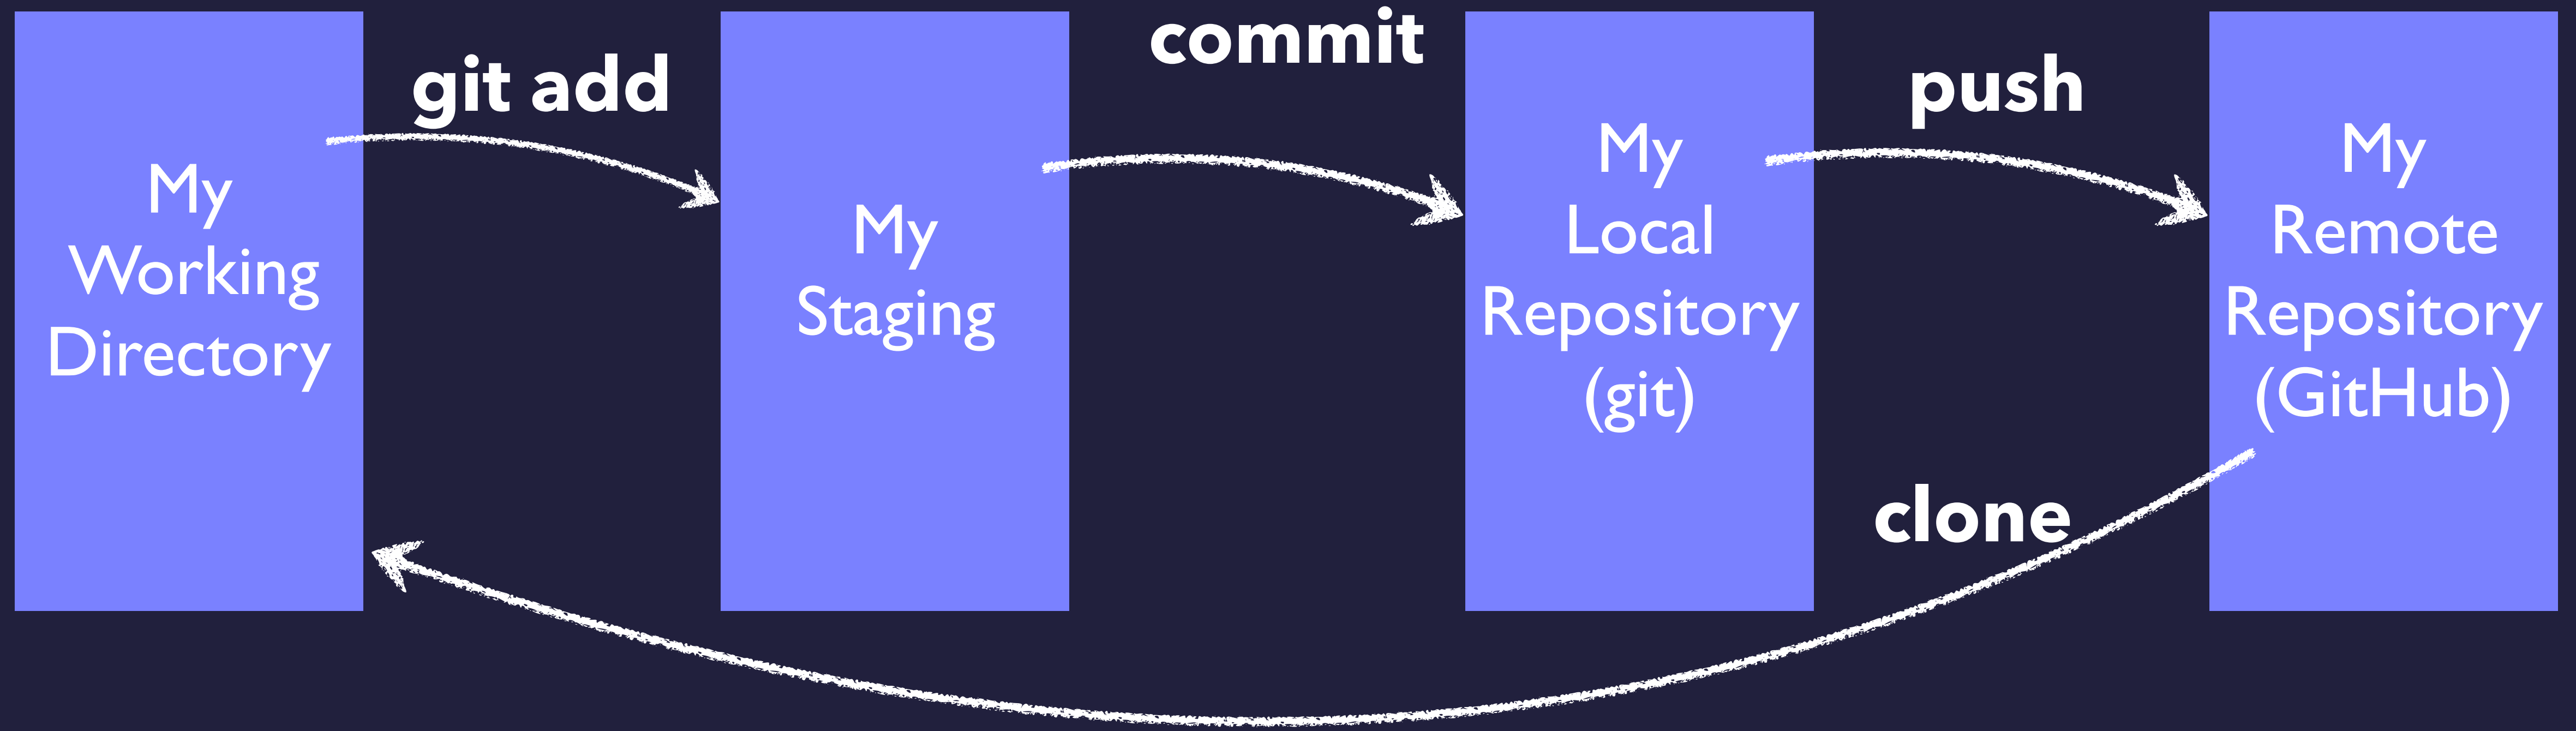 My
Working
Directory
git add
My
Staging
commit
My
Local
Repository
(git)
push
My
Remote
Repository
(GitHub)
clone